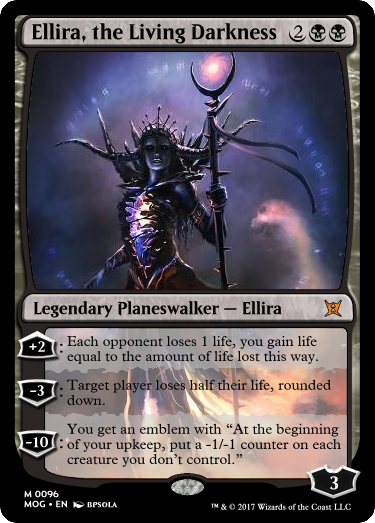 Ellira, the Living Darkness 2
Legendary Planeswalker — Ellira
+2: Each opponent loses 1 life, you gain life
equal to the amount of life lost this way.
-3: Target player loses half their life, rounded
down.
-10: You get an emblem with “At the beginning
of your upkeep, put a -1/-1 counter on each
creature you don't control.”
3
M 0096
MOG • EN BPSOLA
™ & © 2017 Wizards of the Coast LLC